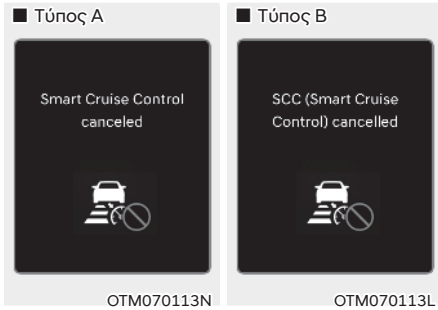 ■ Τύπος A
Smart Cruise Control
canceled
OTM070113N
■ Τύπος B
SCC (Smart Cruise
Control) cancelled
OTM070113L